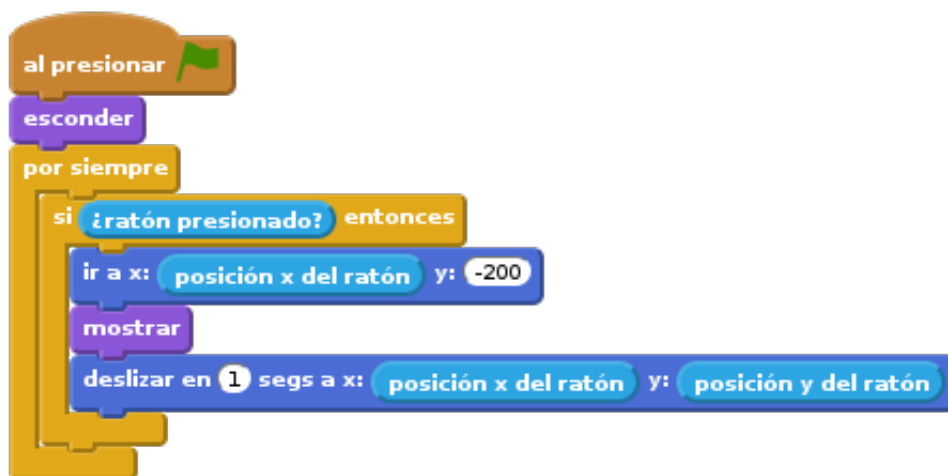 al presionar
esconder
por siempre
si ¿ratón presionado? entonces
ir a x: posición x del ratón y: -200
mostrar
deslizar en 1 segs a x: posición x del ratón y: posición y del ratón